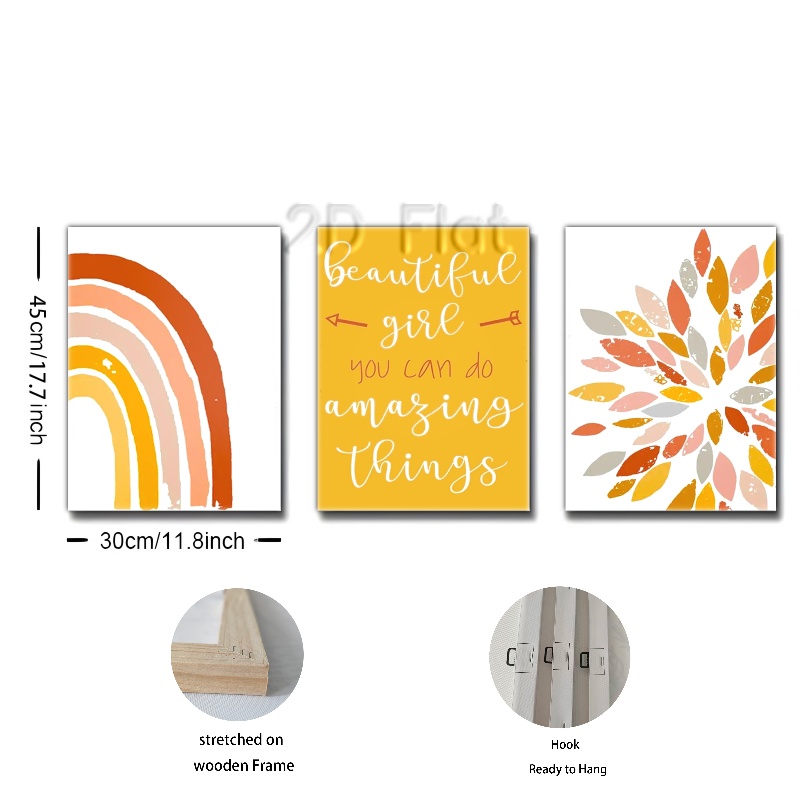 2D Flat
beautiful
girl
you can do
amazing
things
45cm/17.7inch
30cm/11.8inch
stretched on
wooden Frame
Hook
Ready to Hang